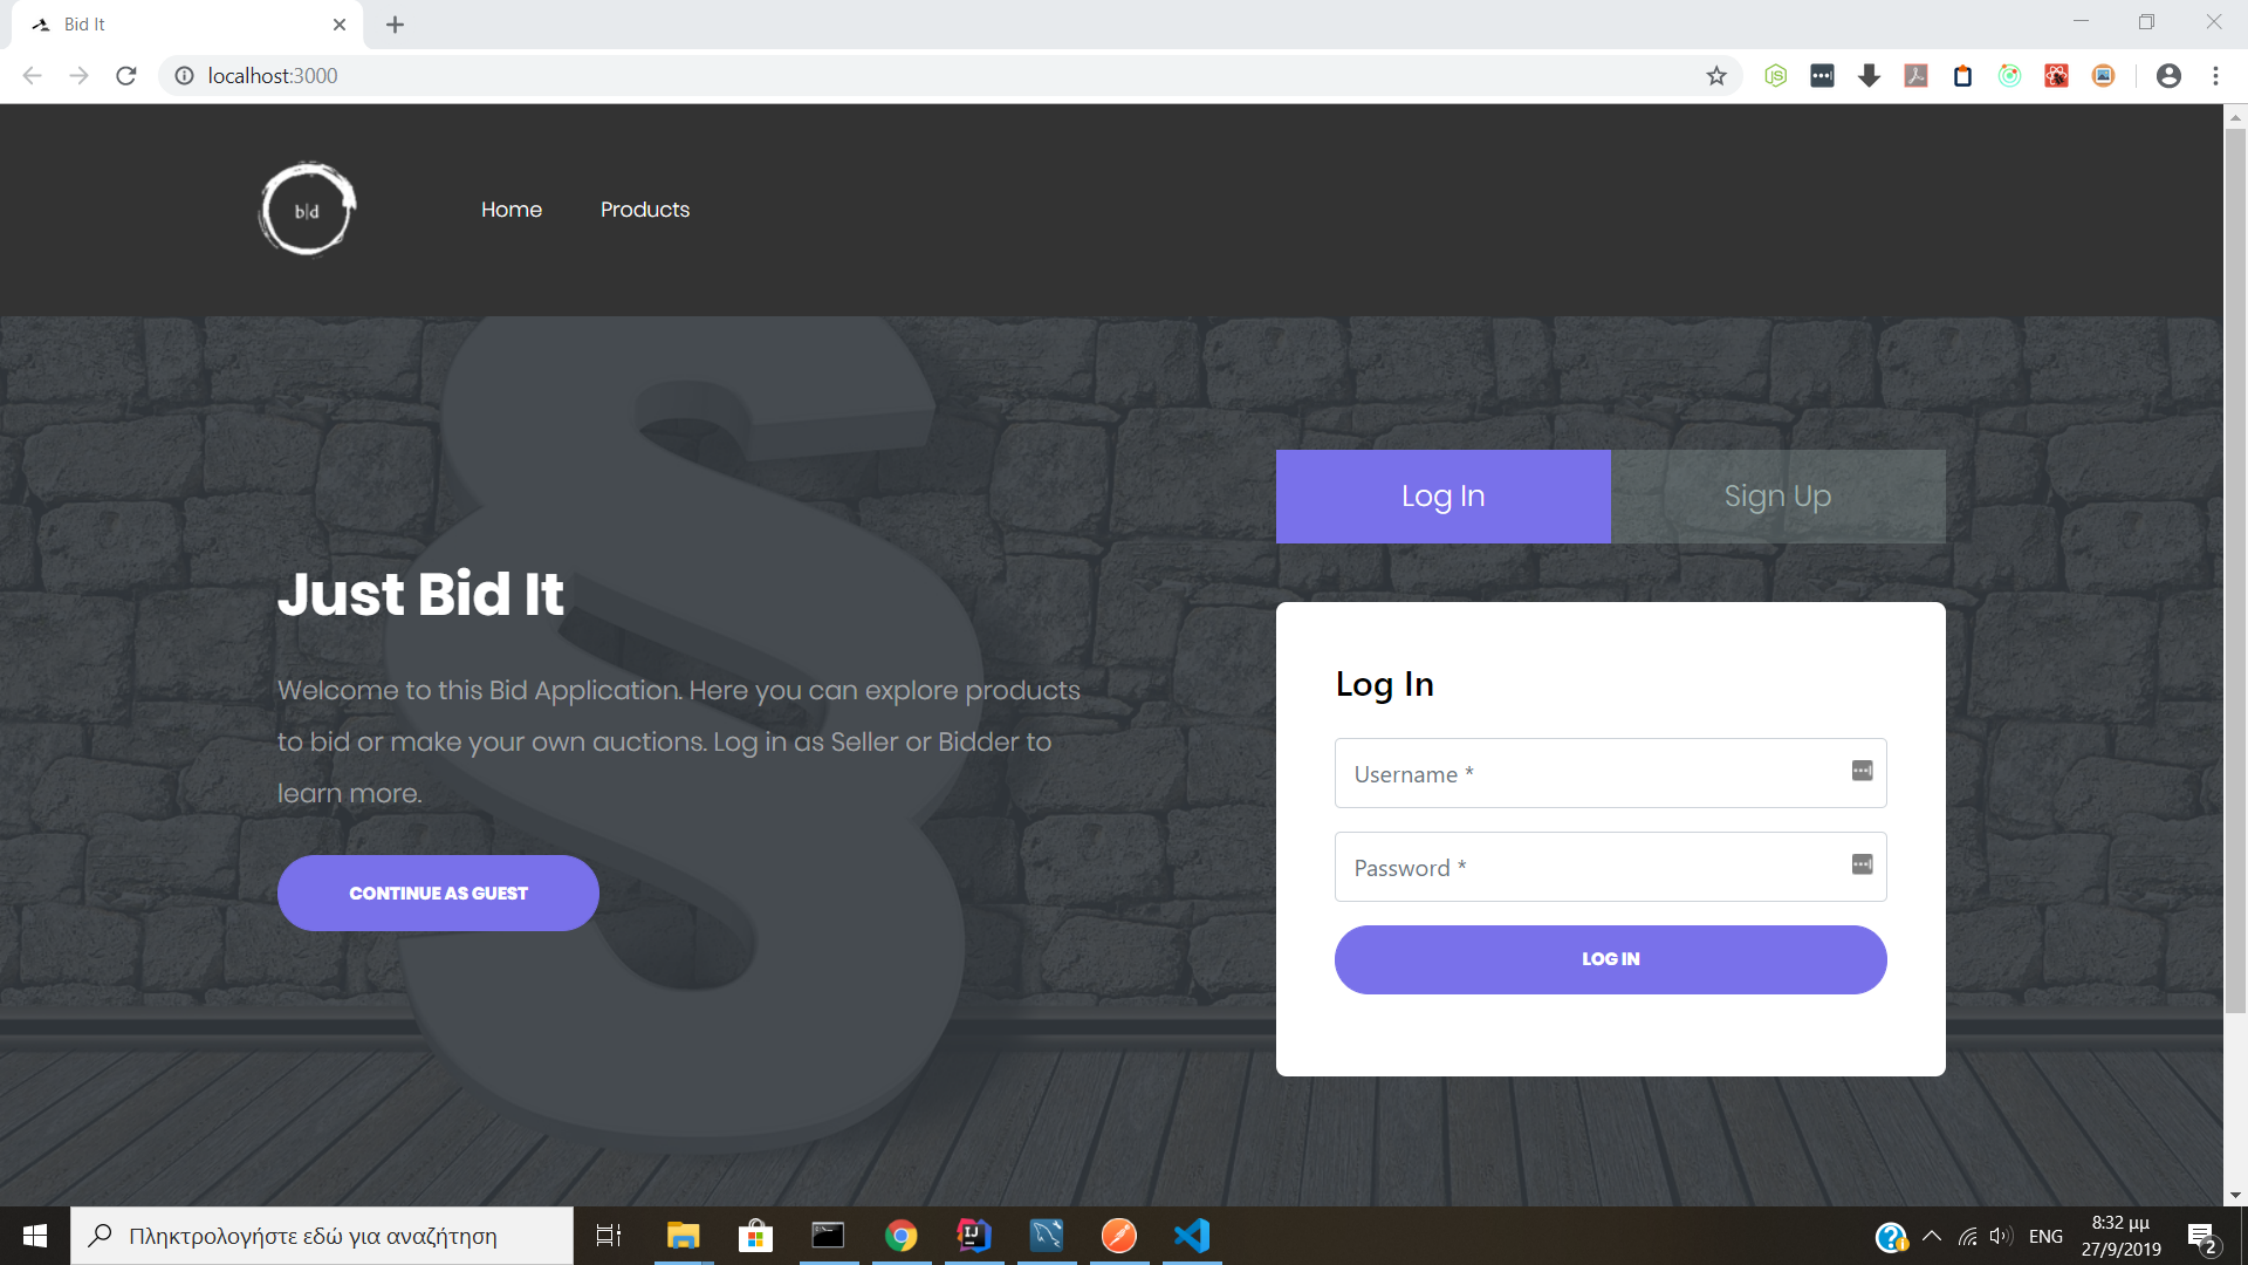 Bid It
localhost:3000
JS
b|d
Home
Products
Log In
Sign Up
Just Bid It
Welcome to this Bid Application. Here you can explore products
to bid or make your own auctions. Log in as Seller or Bidder to
learn more.
CONTINUE AS GUEST
Log In
Username *
Password *
LOG IN
Πληκτρολογήστε εδώ για αναζήτηση
IJ
ENG
8:32 μμ
27/9/2019
2